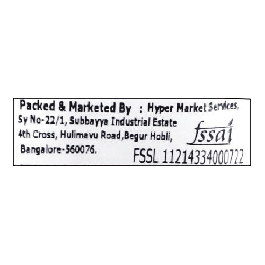 Packed & Marketed By : Hyper Market Services,
Sy No-22/1, Subbayya Industrial Estate
4th Cross, Hulimavu Road,Begur Hobli,
fssai
Bangalore-560076.
FSSL 11214334000722